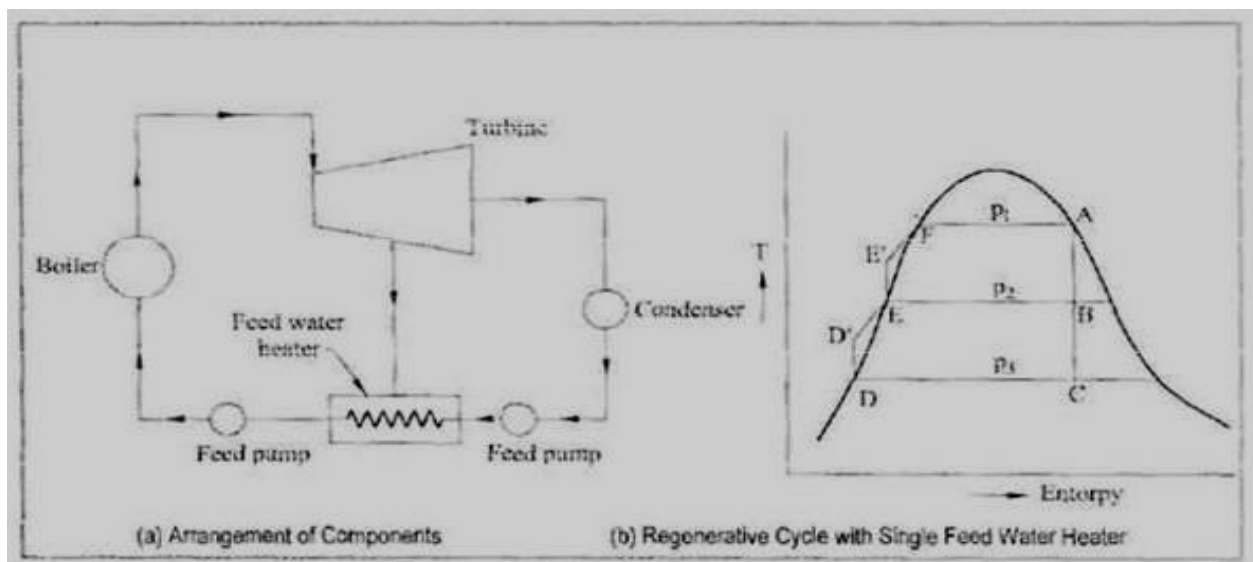 Turbine
Boiler
Condenser
Feed water
heater
Feed pump
Feed pump
(a) Arrangement of Components
T
p₁
A
F
E'
p₂
E
B
D'
p₃
D
C
Entorpy
(b) Regenerative Cycle with Single Feed Water Heater